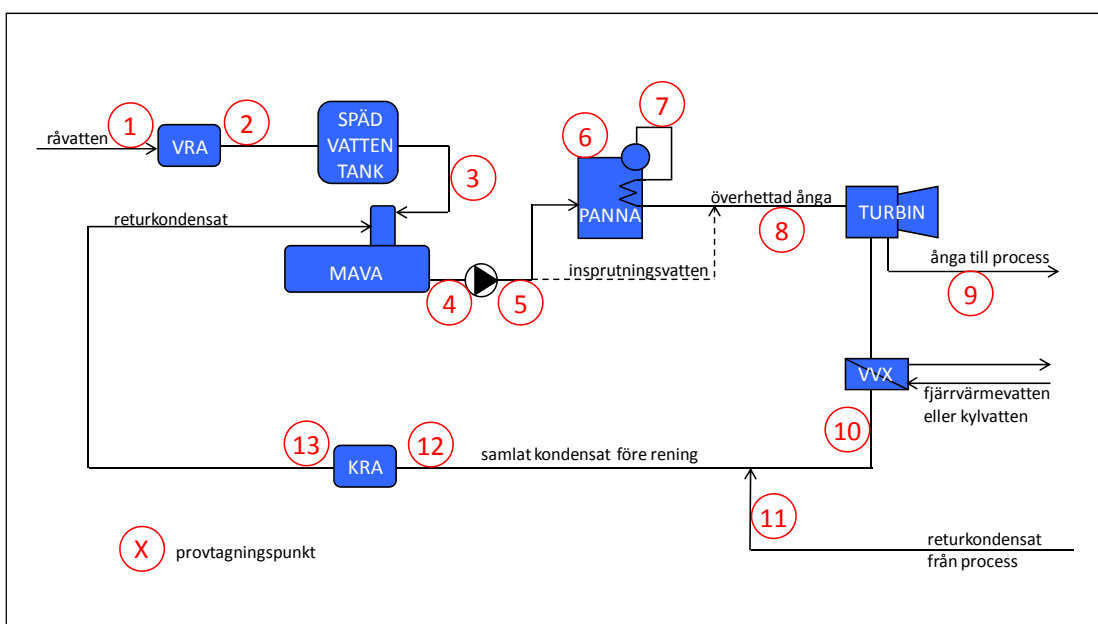 1
2
råvatten
VRA
SPÄD
VATTEN
TANK
3
returkondensat
MAVA
4
5
6
7
PANNA
insprutningsvatten
överhettad ånga
8
TURBIN
ånga till process
9
VVX
fjärrvärmevatten
eller kylvatten
10
13
KRA
12
samlat kondensat före rening
11
returkondensat
från process
X
provtagningspunkt